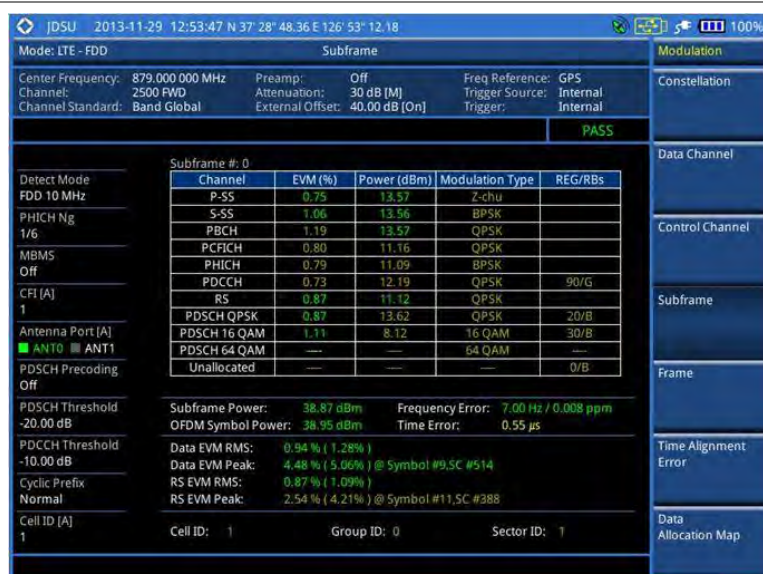 JDSU 2013-11-29 12:53:47 N 37' 28" 48.36 E 126' 53" 12.18 100%
Mode: LTE - FDD Subframe Modulation
Center Frequency: 879.000 000 MHz Preamp: Off Freq Reference: GPS
Channel: 2500 FWD Attenuation: 30 dB [M] Trigger Source: Internal
Channel Standard: Band Global External Offset: 40.00 dB [On] Trigger: Internal
PASS
Constellation
Data Channel
Control Channel
Subframe
Frame
Time Alignment
Error
Data
Allocation Map
Detect Mode
FDD 10 MHz
PHICH Ng
1/6
MBMS
Off
CFI [A]
1
Antenna Port [A]
ANT0 ANT1
PDSCH Precoding
Off
PDSCH Threshold
-20.00 dB
PDCCH Threshold
-10.00 dB
Cyclic Prefix
Normal
Cell ID [A]
1
Subframe #: 0
Channel EVM (%) Power (dBm) Modulation Type REG/RBs
P-SS 0.75 13.57 Z-chu
S-SS 1.06 13.56 BPSK
PBCH 1.19 13.57 QPSK
PCFICH 0.80 11.16 QPSK
PHICH 0.79 11.09 BPSK
PDCCH 0.73 12.19 QPSK 90/G
RS 0.87 11.12 QPSK
PDSCH QPSK 0.87 13.62 QPSK 20/B
PDSCH 16 QAM 1.11 8.12 16 QAM 30/B
PDSCH 64 QAM ---- ---- 64 QAM ----
Unallocated ---- ---- ---- 0/B
Subframe Power: 38.87 dBm Frequency Error: 7.00 Hz / 0.008 ppm
OFDM Symbol Power: 38.95 dBm Time Error: 0.55 µs
Data EVM RMS: 0.94 % ( 1.28% )
Data EVM Peak: 4.48 % ( 5.06% ) @ Symbol #9,SC #514
RS EVM RMS: 0.87 % ( 1.09% )
RS EVM Peak: 2.54 % ( 4.21% ) @ Symbol #11,SC #388
Cell ID: 1 Group ID: 0 Sector ID: 1